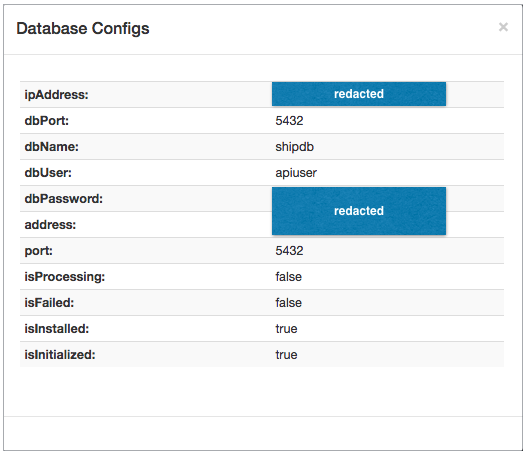 Database Configs ×
ipAddress: redacted
dbPort: 5432
dbName: shipdb
dbUser: apiuser
dbPassword:
redacted
address:
port: 5432
isProcessing: false
isFailed: false
isInstalled: true
isInitialized: true